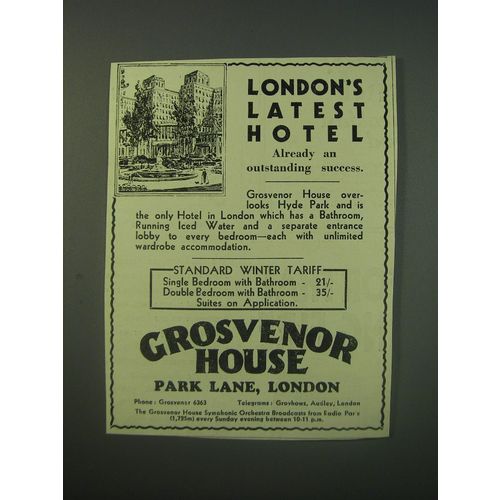 LONDON'S
LATEST
HOTEL
Already an
outstanding success.
Grosvenor House over-
looks Hyde Park and is
the only Hotel in London which has a Bathroom,
Running Iced Water and a separate entrance
lobby to every bedroom—each with unlimited
wardrobe accommodation.
STANDARD WINTER TARIFF
Single Bedroom with Bathroom - 21/-
Double Bedroom with Bathroom - 35/-
Suites on Application.
GROSVENOR
HOUSE
PARK LANE, LONDON
Phone: Grosvenor 6363 Telegrams: Grovhows, Audley, London
The Grosvenor House Symphonic Orchestra Broadcasts from Radio Paris
(1,725m) every Sunday evening between 10-11 p.m.